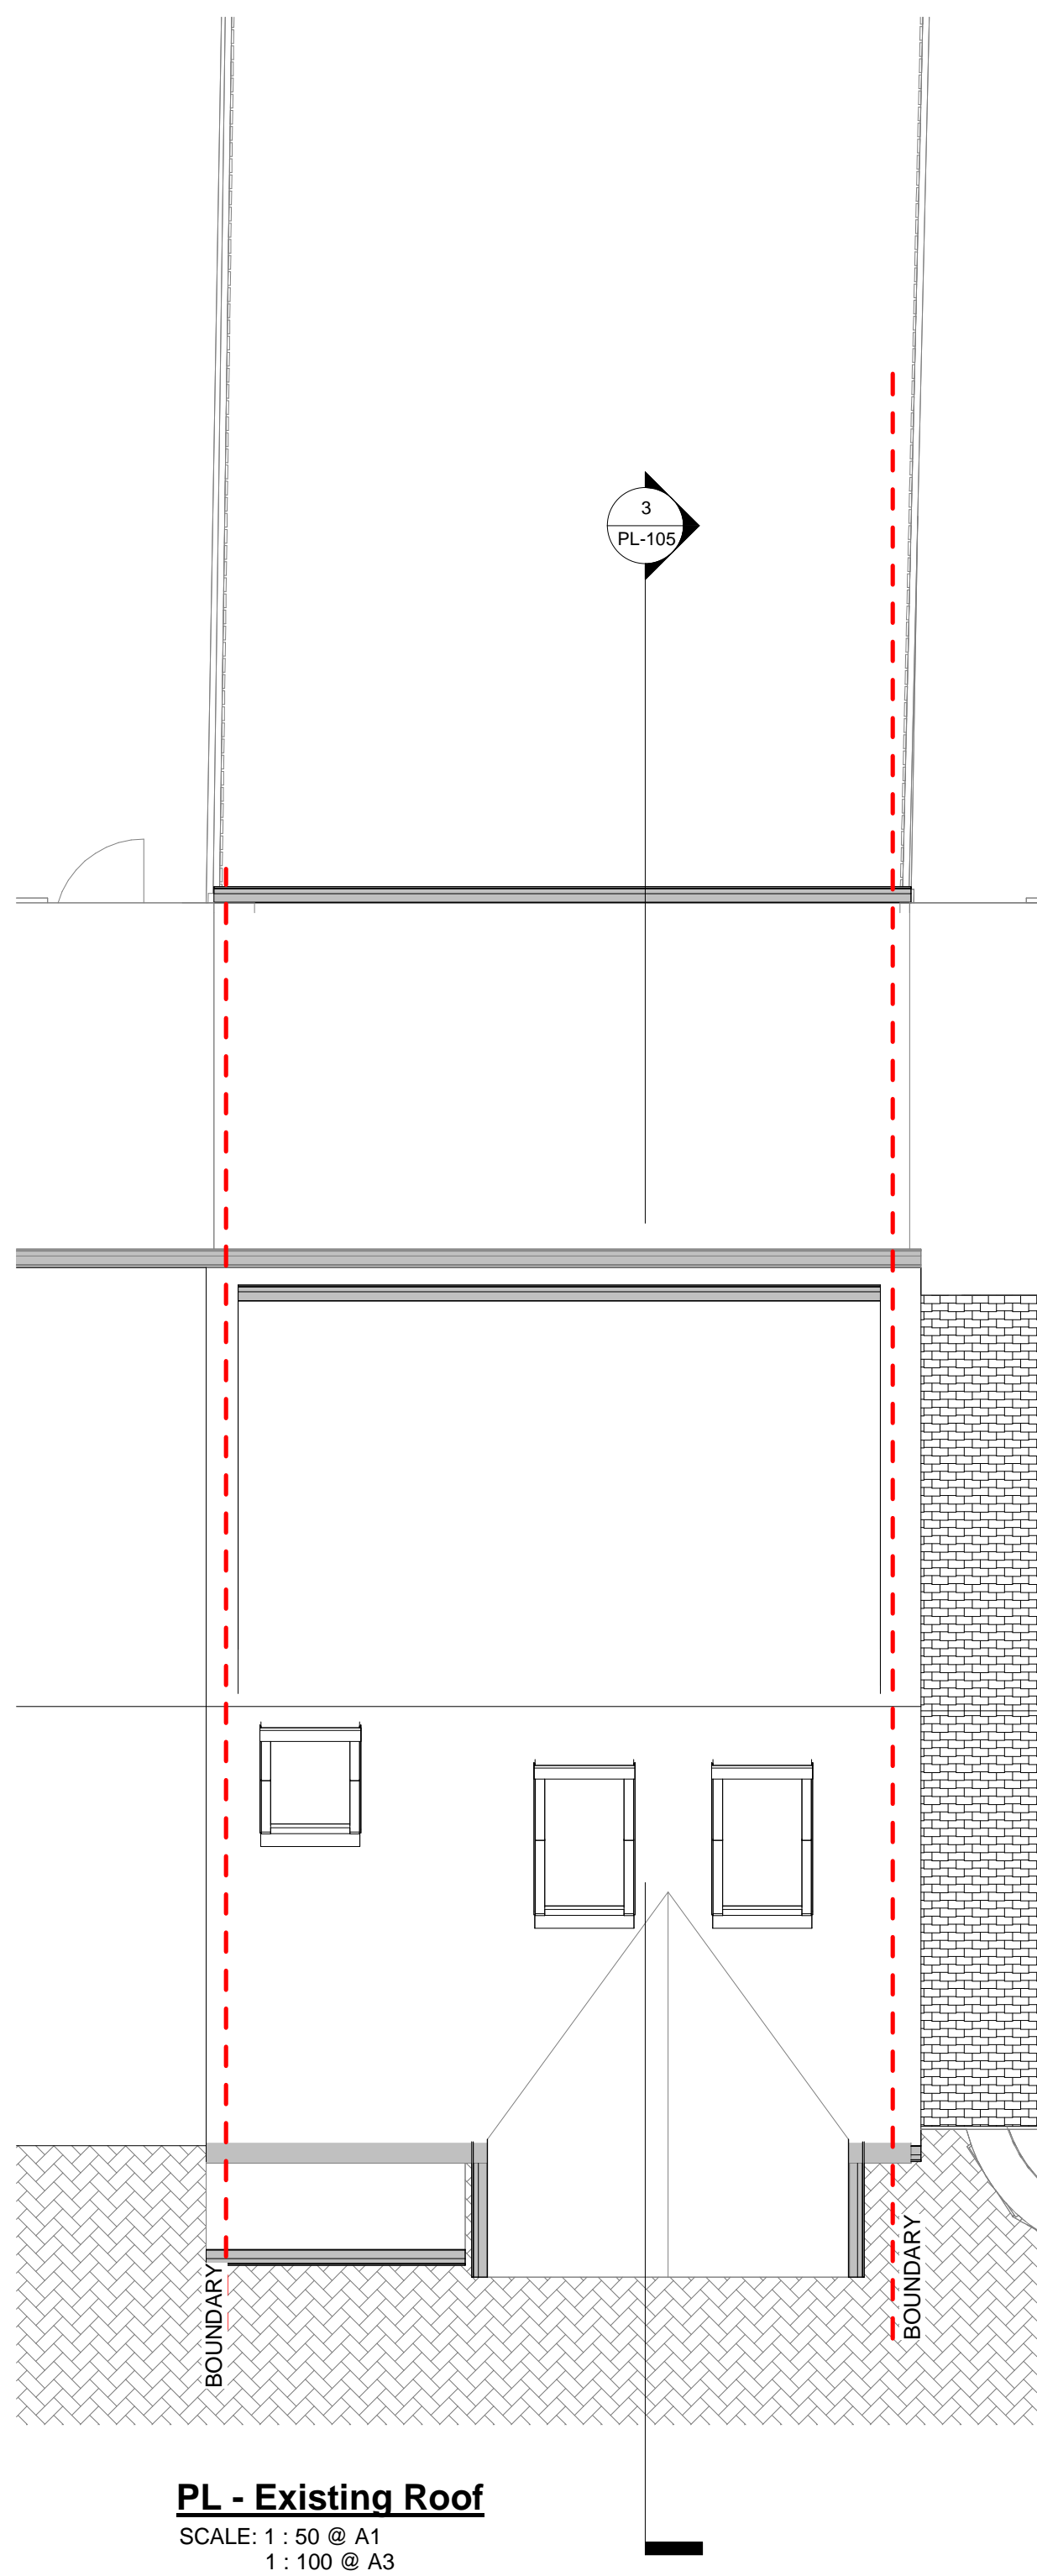 3
PL-105
BOUNDARY
BOUNDARY
PL - Existing Roof
SCALE: 1 : 50 @ A1
1 : 100 @ A3